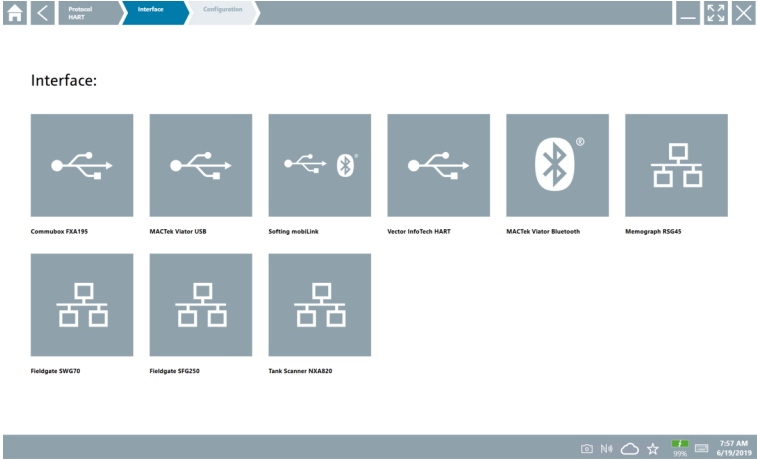 Protocol
HART
Interface
Configuration
Interface:
Commubox FXA195
MACTek Viator USB
Softing mobiLink
Vector InfoTech HART
MACTek Viator Bluetooth
Memograph RSG45
Fieldgate SWG70
Fieldgate SFG250
Tank Scanner NXA820
99%
7:57 AM
6/19/2019